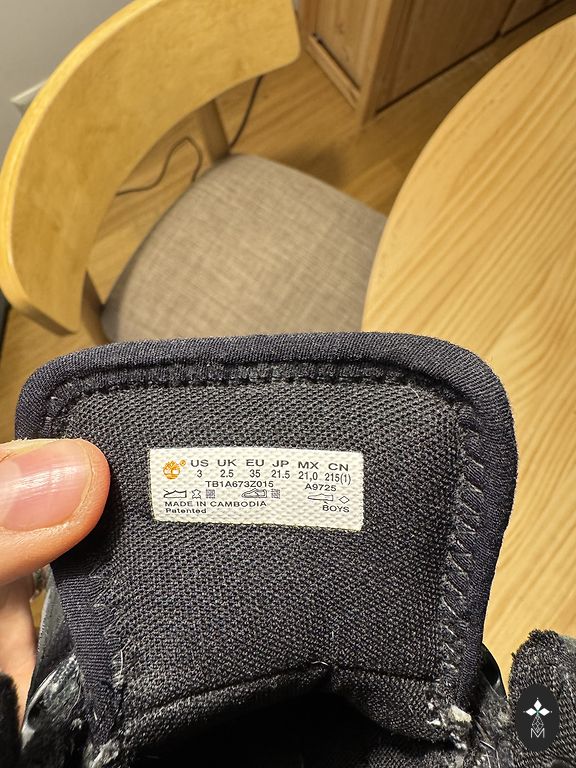 US UK EU JP MX CN
3 2.5 35 21.5 21,0 215(1)
TB1A673Z015 A9725
MADE IN CAMBODIA
Patented BOYS
M